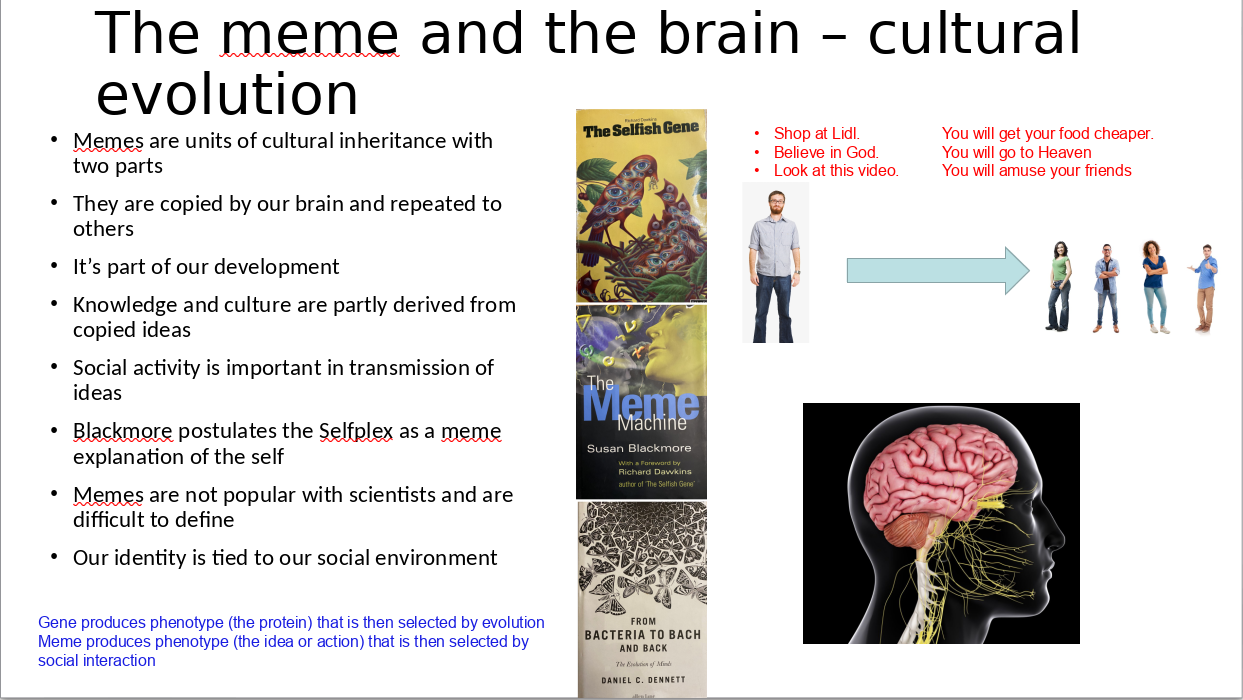 The meme and the brain – cultural
evolution
• Memes are units of cultural inheritance with
two parts
• They are copied by our brain and repeated to
others
• It’s part of our development
• Knowledge and culture are partly derived from
copied ideas
• Social activity is important in transmission of
ideas
• Blackmore postulates the Selfplex as a meme
explanation of the self
• Memes are not popular with scientists and are
difficult to define
• Our identity is tied to our social environment
Gene produces phenotype (the protein) that is then selected by evolution
Meme produces phenotype (the idea or action) that is then selected by
social interaction
Richard Dawkins
The Selfish Gene
The
Meme
Machine
Susan Blackmore
With a Foreword by
Richard Dawkins
author of 'The Selfish Gene'
FROM
BACTERIA TO BACH
AND BACK
The Evolution of Minds
DANIEL C. DENNETT
• Shop at Lidl. You will get your food cheaper.
• Believe in God. You will go to Heaven
• Look at this video. You will amuse your friends